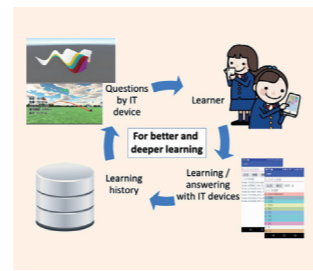 Questions
by IT
device
Learner
For better and
deeper learning
Learning
history
Learning /
answering
with IT devices